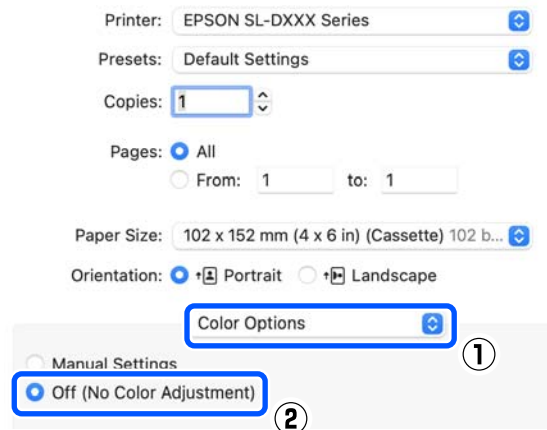 Printer: EPSON SL-DXXX Series
Presets: Default Settings
Copies: 1
Pages: All
From: 1 to: 1
Paper Size: 102 x 152 mm (4 x 6 in) (Cassette) 102 b...
Orientation: Portrait Landscape
Color Options
①
Manual Settings
Off (No Color Adjustment)
②